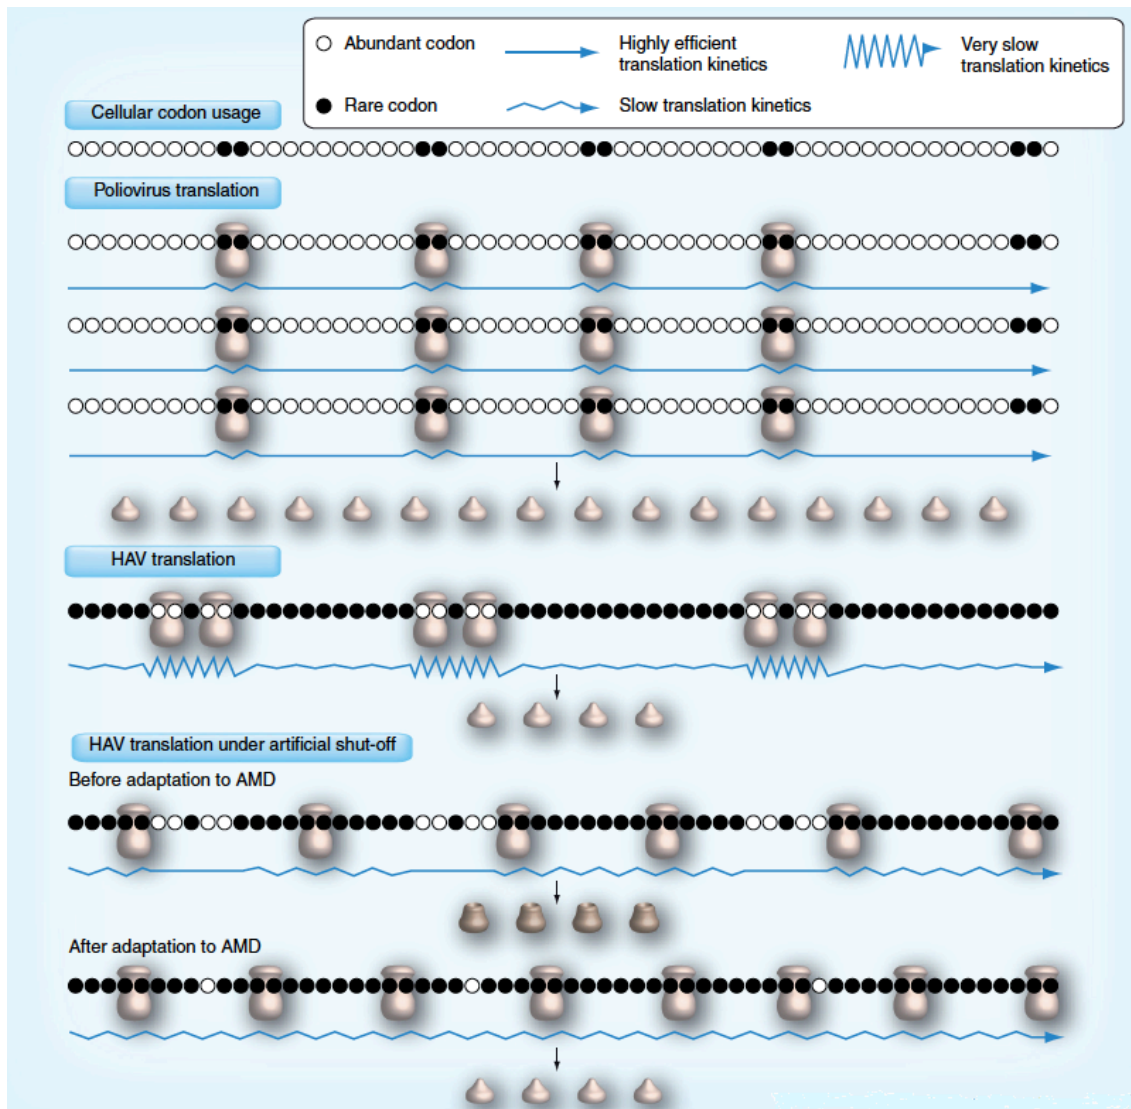 Abundant codon
Highly efficient
translation kinetics
Very slow
translation kinetics
Rare codon
Slow translation kinetics
Cellular codon usage
Poliovirus translation
HAV translation
HAV translation under artificial shut-off
Before adaptation to AMD
After adaptation to AMD